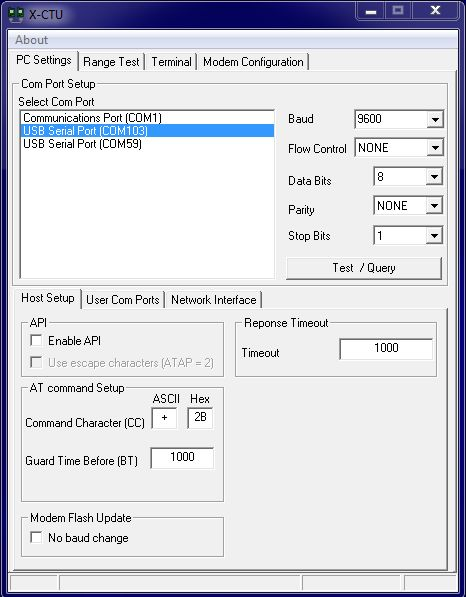 X-CTU
About
PC Settings Range Test Terminal Modem Configuration
Com Port Setup
Select Com Port
Communications Port (COM1)
USB Serial Port (COM103)
USB Serial Port (COM59)
Baud 9600
Flow Control NONE
Data Bits 8
Parity NONE
Stop Bits 1
Test / Query
Host Setup User Com Ports Network Interface
API
Enable API
Use escape characters (ATAP = 2)
Reponse Timeout
Timeout 1000
AT command Setup
ASCII Hex
Command Character (CC) + 2B
Guard Time Before (BT) 1000
Modem Flash Update
No baud change